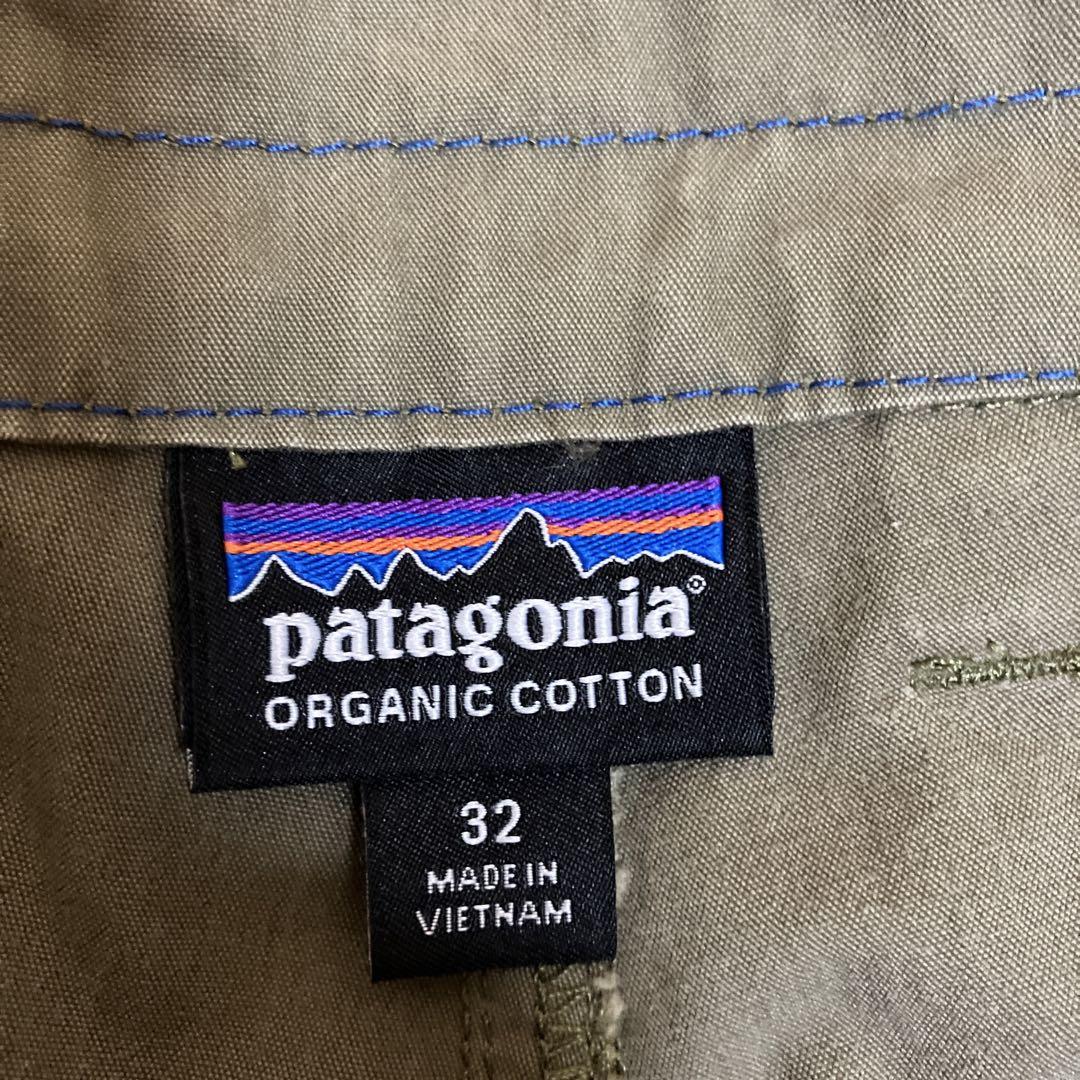 patagonia®
ORGANIC COTTON
32
MADE IN
VIETNAM